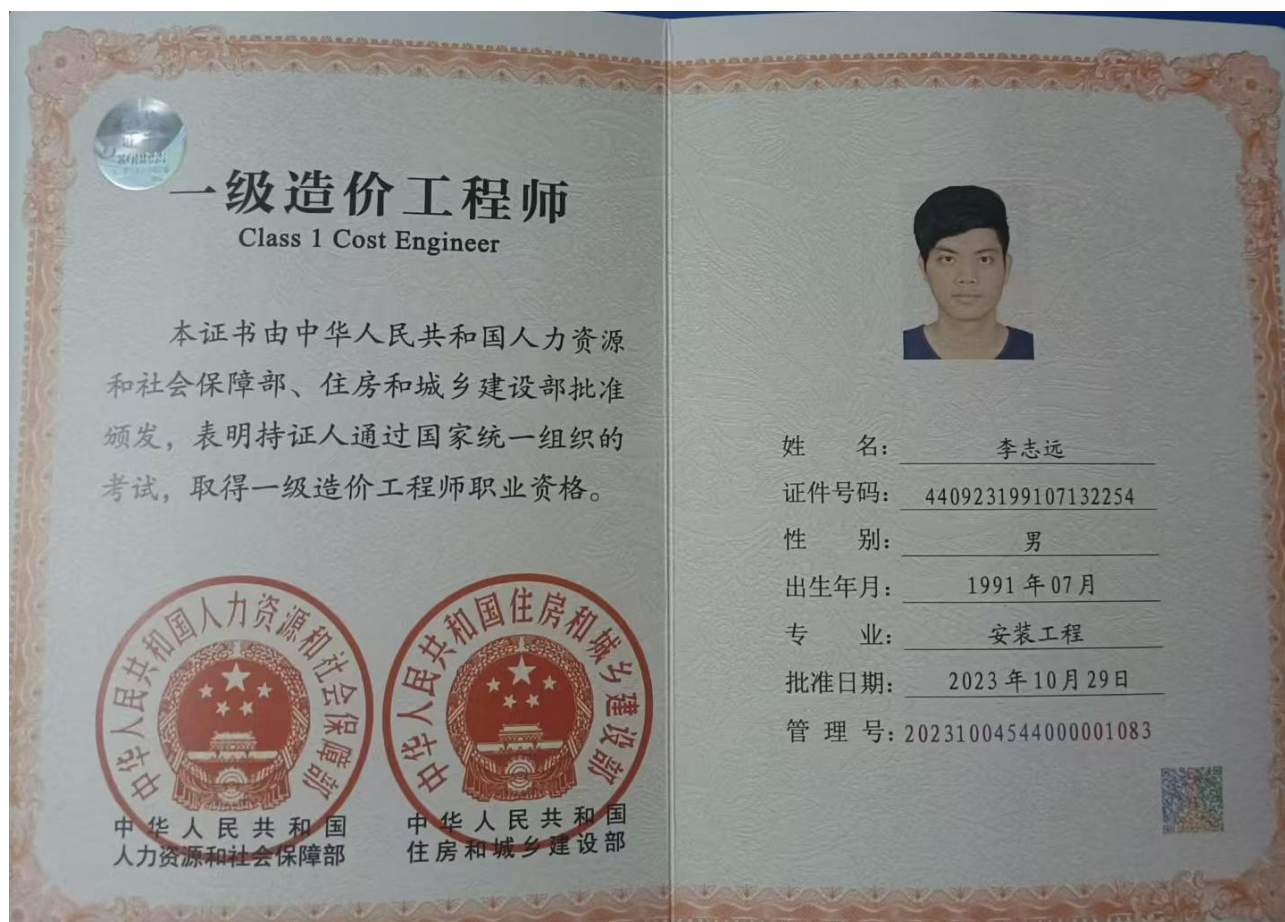 一级造价工程师
Class 1 Cost Engineer
本证书由中华人民共和国人力资源
和社会保障部、住房和城乡建设部批准
颁发，表明持证人通过国家统一组织的
考试，取得一级造价工程师职业资格。
中华人民共和国人力资源和社会保障部
中华人民共和国住房和城乡建设部
中华人民共和国
人力资源和社会保障部
中华人民共和国
住房和城乡建设部
姓 名： 李志远
证件号码： 440923199107132254
性 别： 男
出生年月： 1991年07月
专 业： 安装工程
批准日期： 2023年10月29日
管 理 号：20231004544000001083